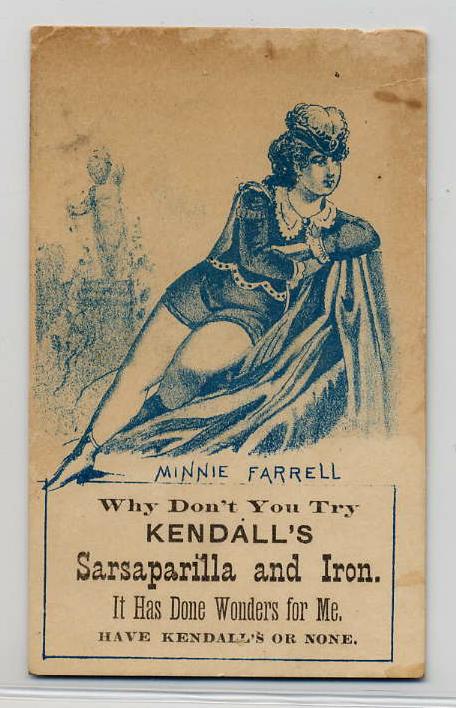 MINNIE FARRELL
Why Don't You Try
KENDALL'S
Sarsaparilla and Iron.
It Has Done Wonders for Me.
HAVE KENDALL'S OR NONE.